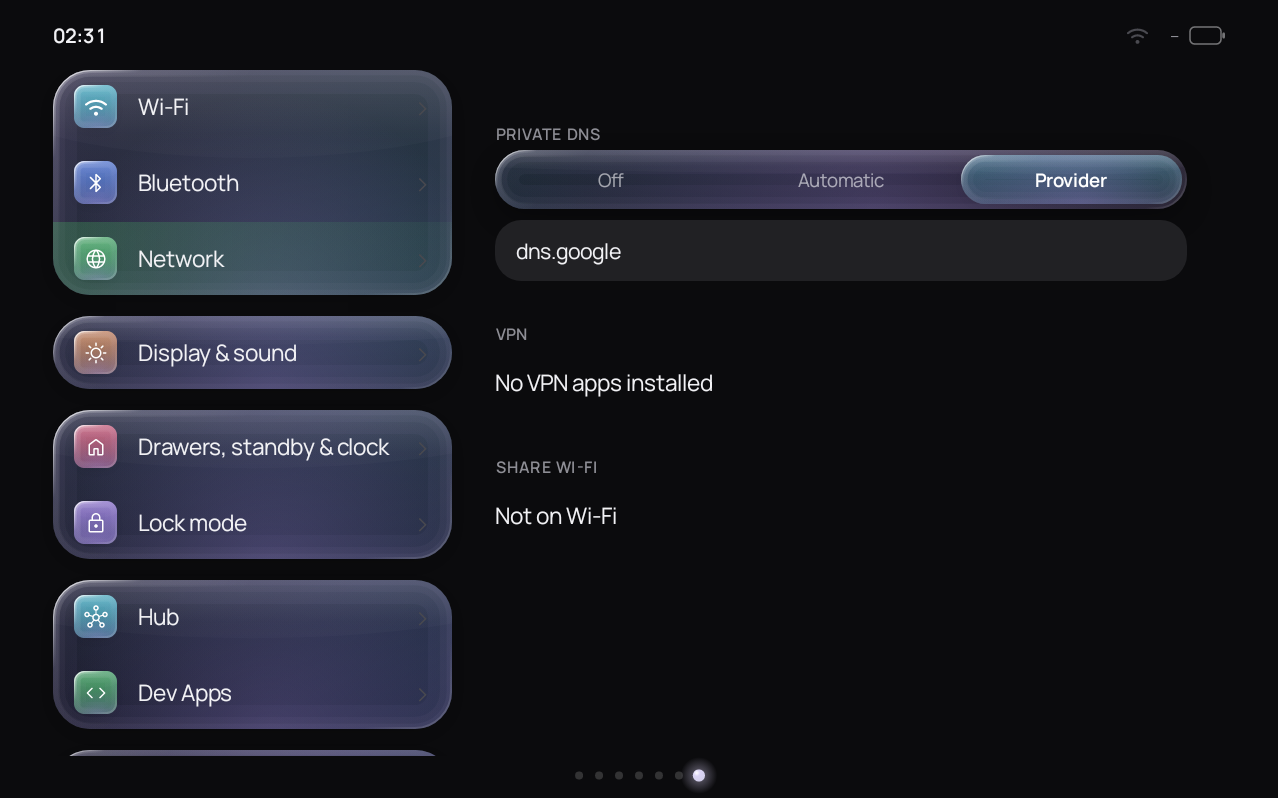 02:31
–
Wi-Fi
Bluetooth
Network
Display & sound
Drawers, standby & clock
Lock mode
Hub
Dev Apps
PRIVATE DNS
Off
Automatic
Provider
dns.google
VPN
No VPN apps installed
SHARE WI-FI
Not on Wi-Fi